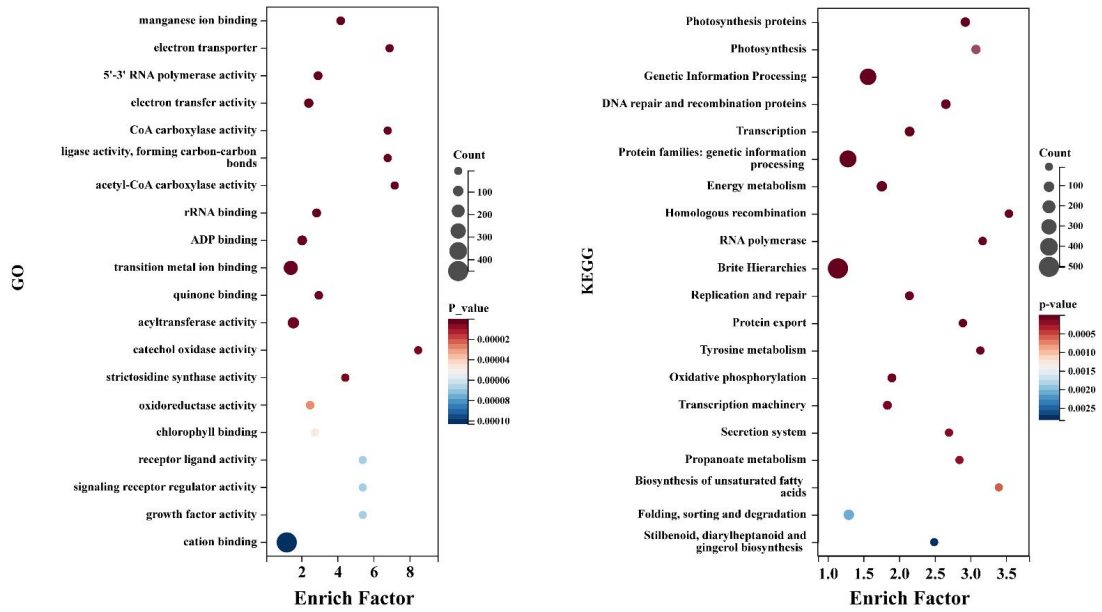 manganese ion binding
electron transporter
5'-3' RNA polymerase activity
electron transfer activity
CoA carboxylase activity
ligase activity, forming carbon-carbon
bonds
acetyl-CoA carboxylase activity
rRNA binding
ADP binding
transition metal ion binding
quinone binding
acyltransferase activity
catechol oxidase activity
strictosidine synthase activity
oxidoreductase activity
chlorophyll binding
receptor ligand activity
signaling receptor regulator activity
growth factor activity
cation binding
GO
2 4 6 8
Enrich Factor
Count
100
200
300
400
P_value
0.00002
0.00004
0.00006
0.00008
0.00010
Photosynthesis proteins
Photosynthesis
Genetic Information Processing
DNA repair and recombination proteins
Transcription
Protein families: genetic information
processing
Energy metabolism
Homologous recombination
RNA polymerase
Brite Hierarchies
Replication and repair
Protein export
Tyrosine metabolism
Oxidative phosphorylation
Transcription machinery
Secretion system
Propanoate metabolism
Biosynthesis of unsaturated fatty
acids
Folding, sorting and degradation
Stilbenoid, diarylheptanoid and
gingerol biosynthesis
KEGG
1.0 1.5 2.0 2.5 3.0 3.5
Enrich Factor
Count
100
200
300
400
500
p-value
0.0005
0.0010
0.0015
0.0020
0.0025